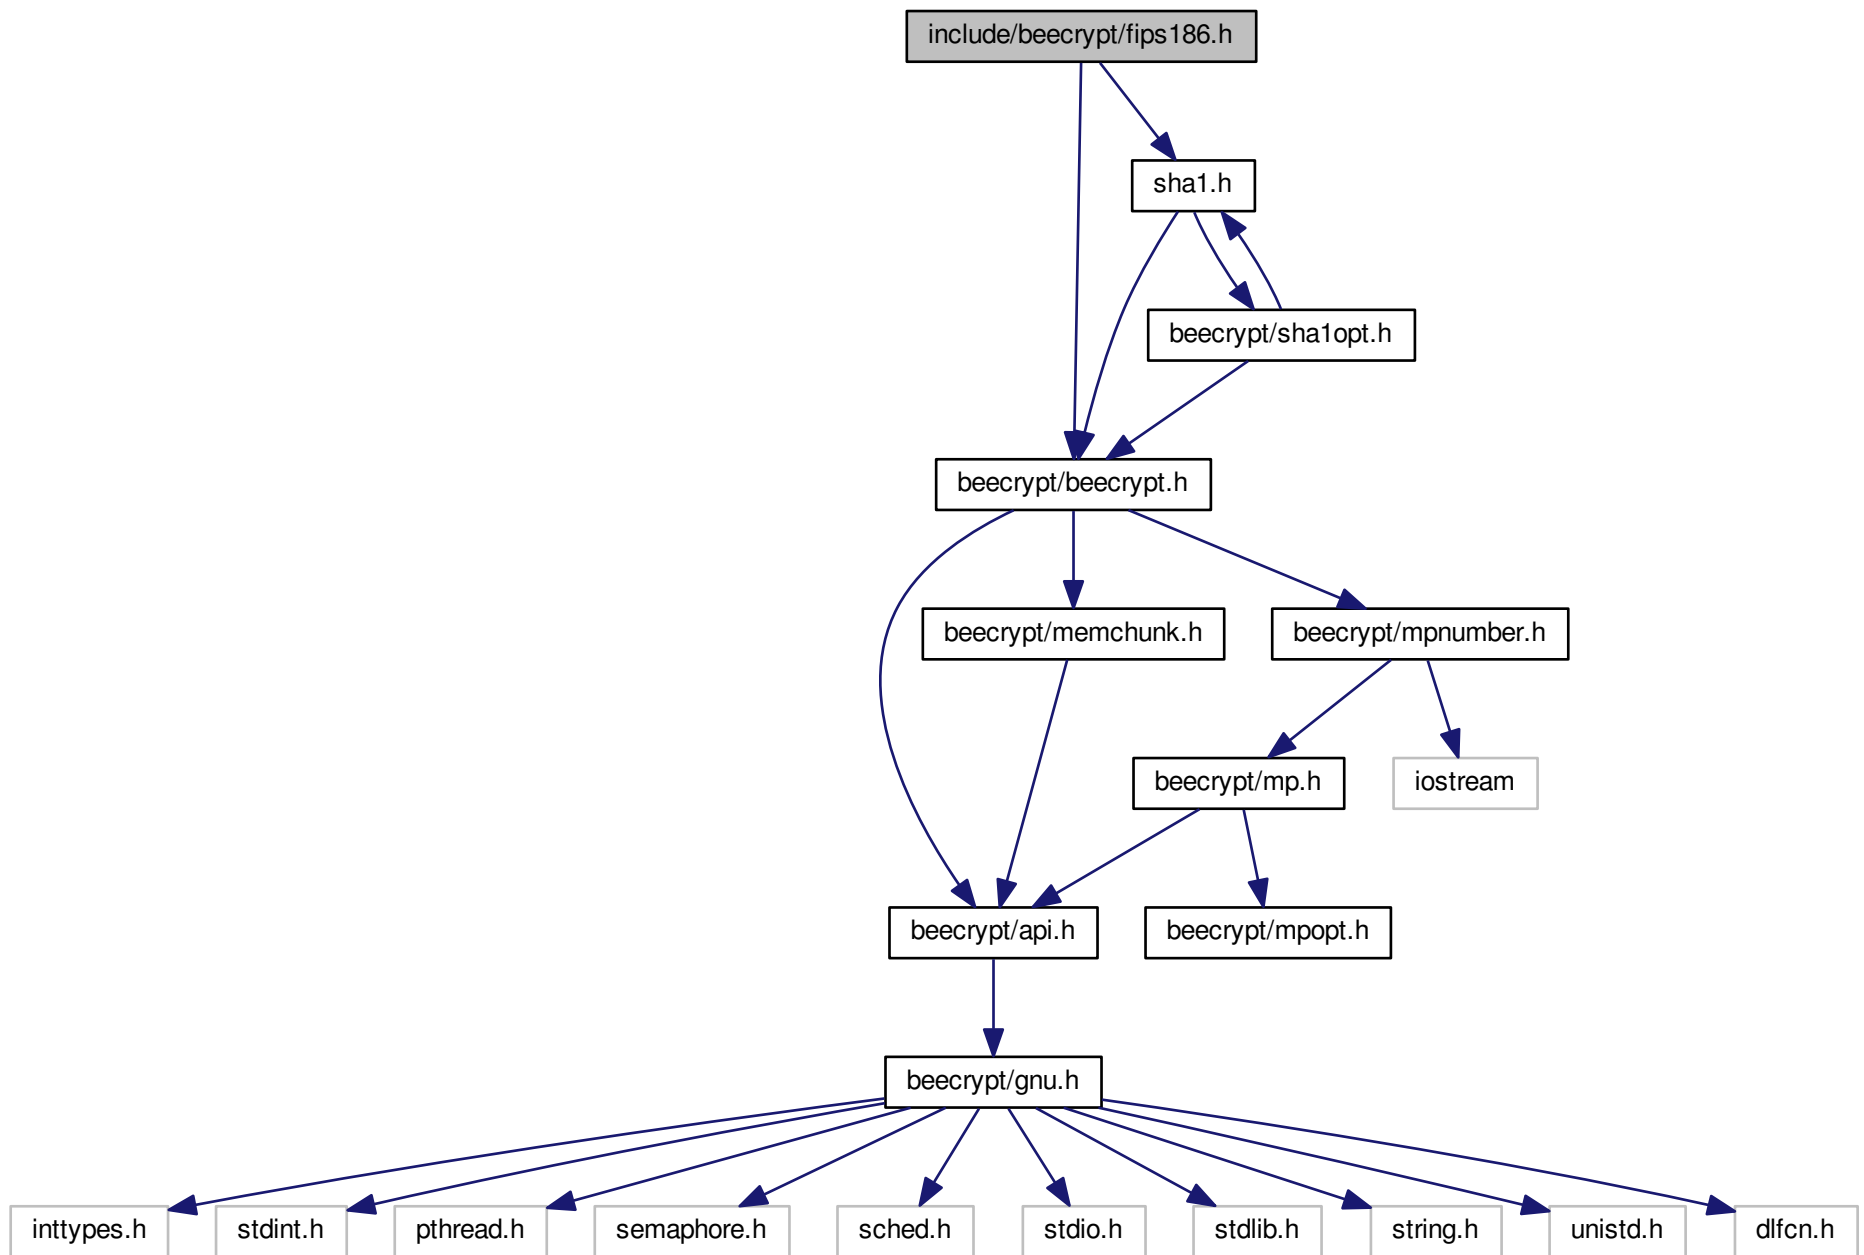 include/beecrypt/fips186.h
sha1.h
beecrypt/sha1opt.h
beecrypt/beecrypt.h
beecrypt/memchunk.h
beecrypt/mpnumber.h
beecrypt/mp.h
iostream
beecrypt/api.h
beecrypt/mpopt.h
beecrypt/gnu.h
inttypes.h
stdint.h
pthread.h
semaphore.h
sched.h
stdio.h
stdlib.h
string.h
unistd.h
dlfcn.h